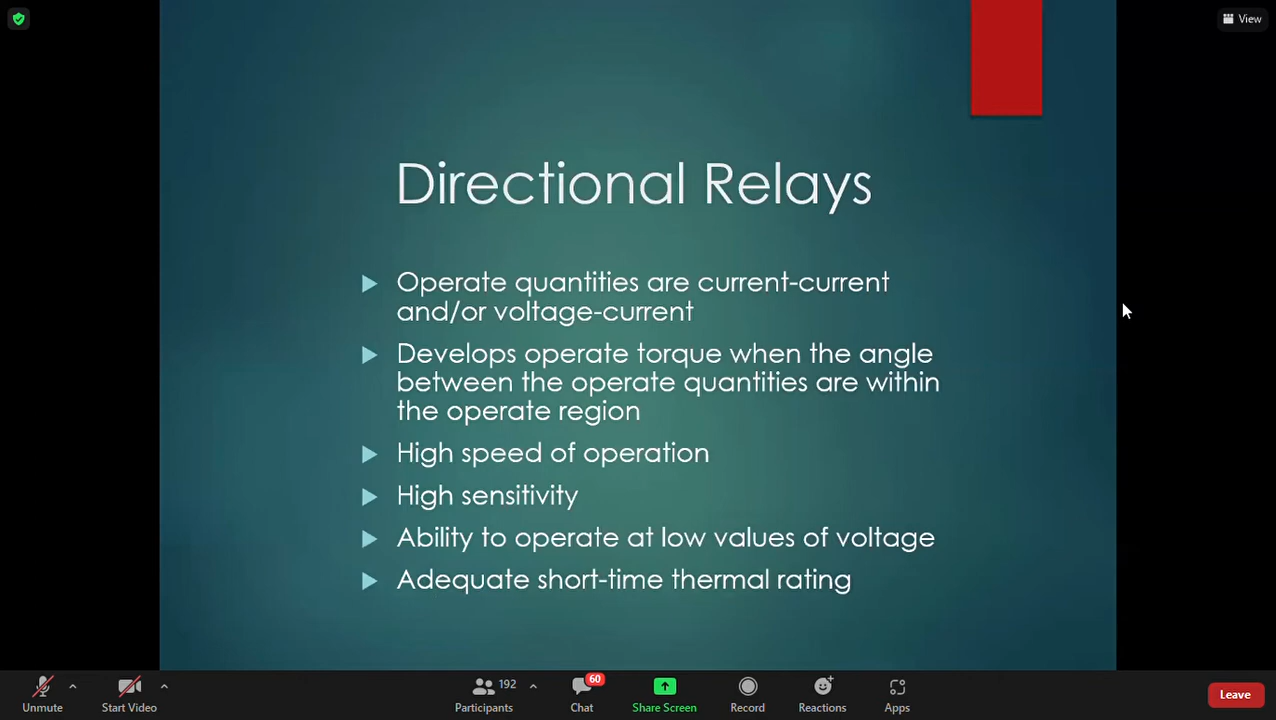 View
Directional Relays
Operate quantities are current-current
and/or voltage-current
Develops operate torque when the angle
between the operate quantities are within
the operate region
High speed of operation
High sensitivity
Ability to operate at low values of voltage
Adequate short-time thermal rating
Unmute
Start Video
192
Participants
60
Chat
Share Screen
Record
Reactions
Apps
Leave